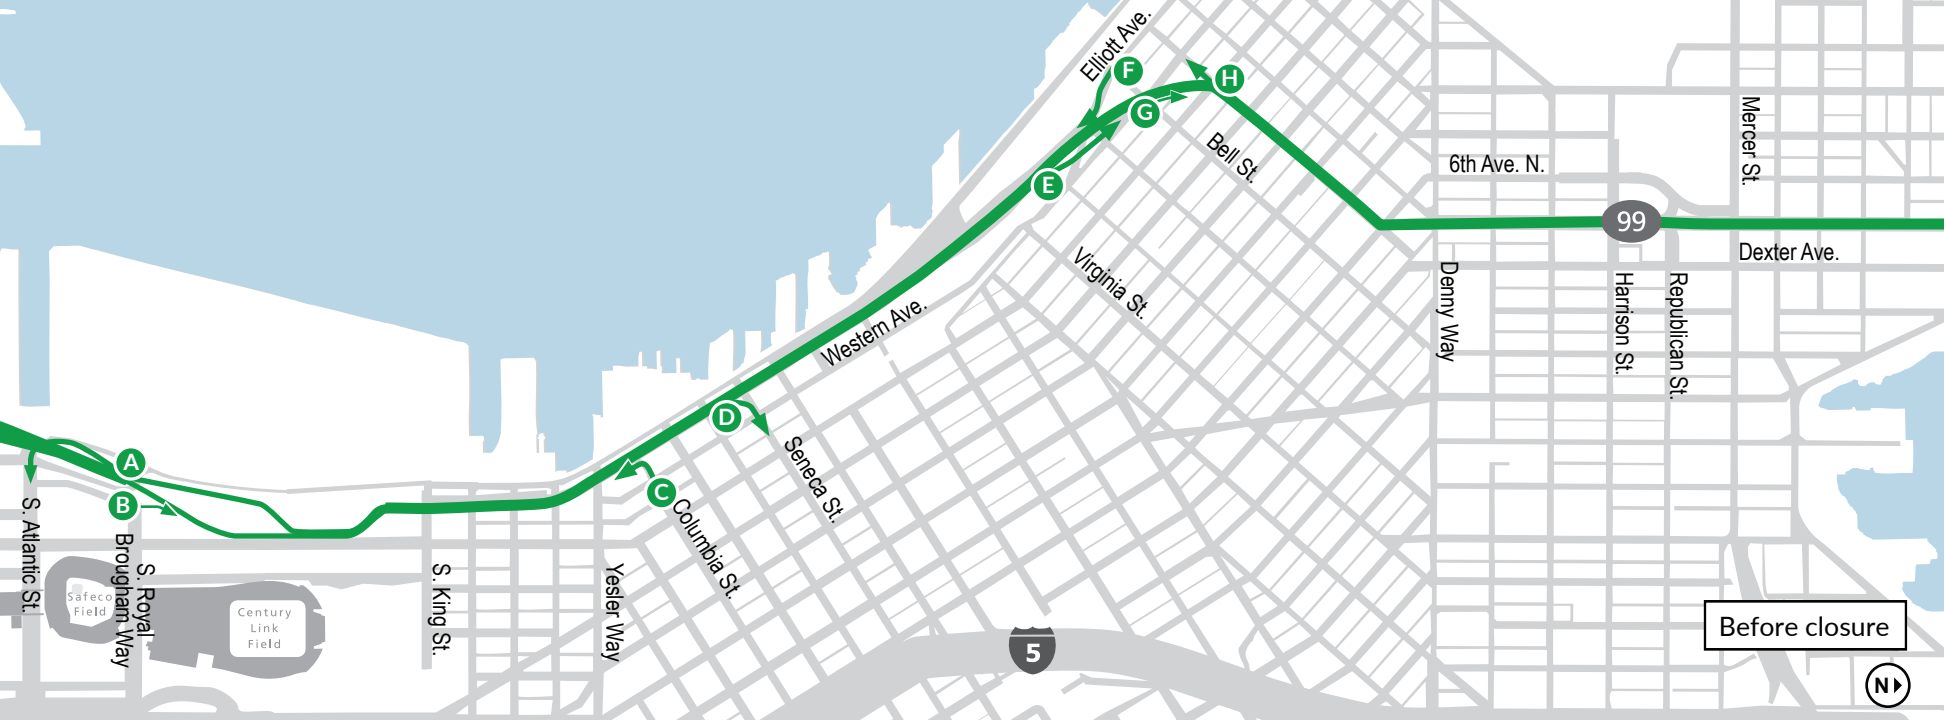 Elliott Ave.
F
H
G
E
Bell St.
6th Ave. N.
Mercer St.
99
Dexter Ave.
Virginia St.
Denny Way
Harrison St.
Republican St.
Western Ave.
D
Seneca St.
A
B
C
Columbia St.
S. Atlantic St.
S. Royal
Brougham Way
S. King St.
Yesler Way
Safeco
Field
Century
Link
Field
5
Before closure
N